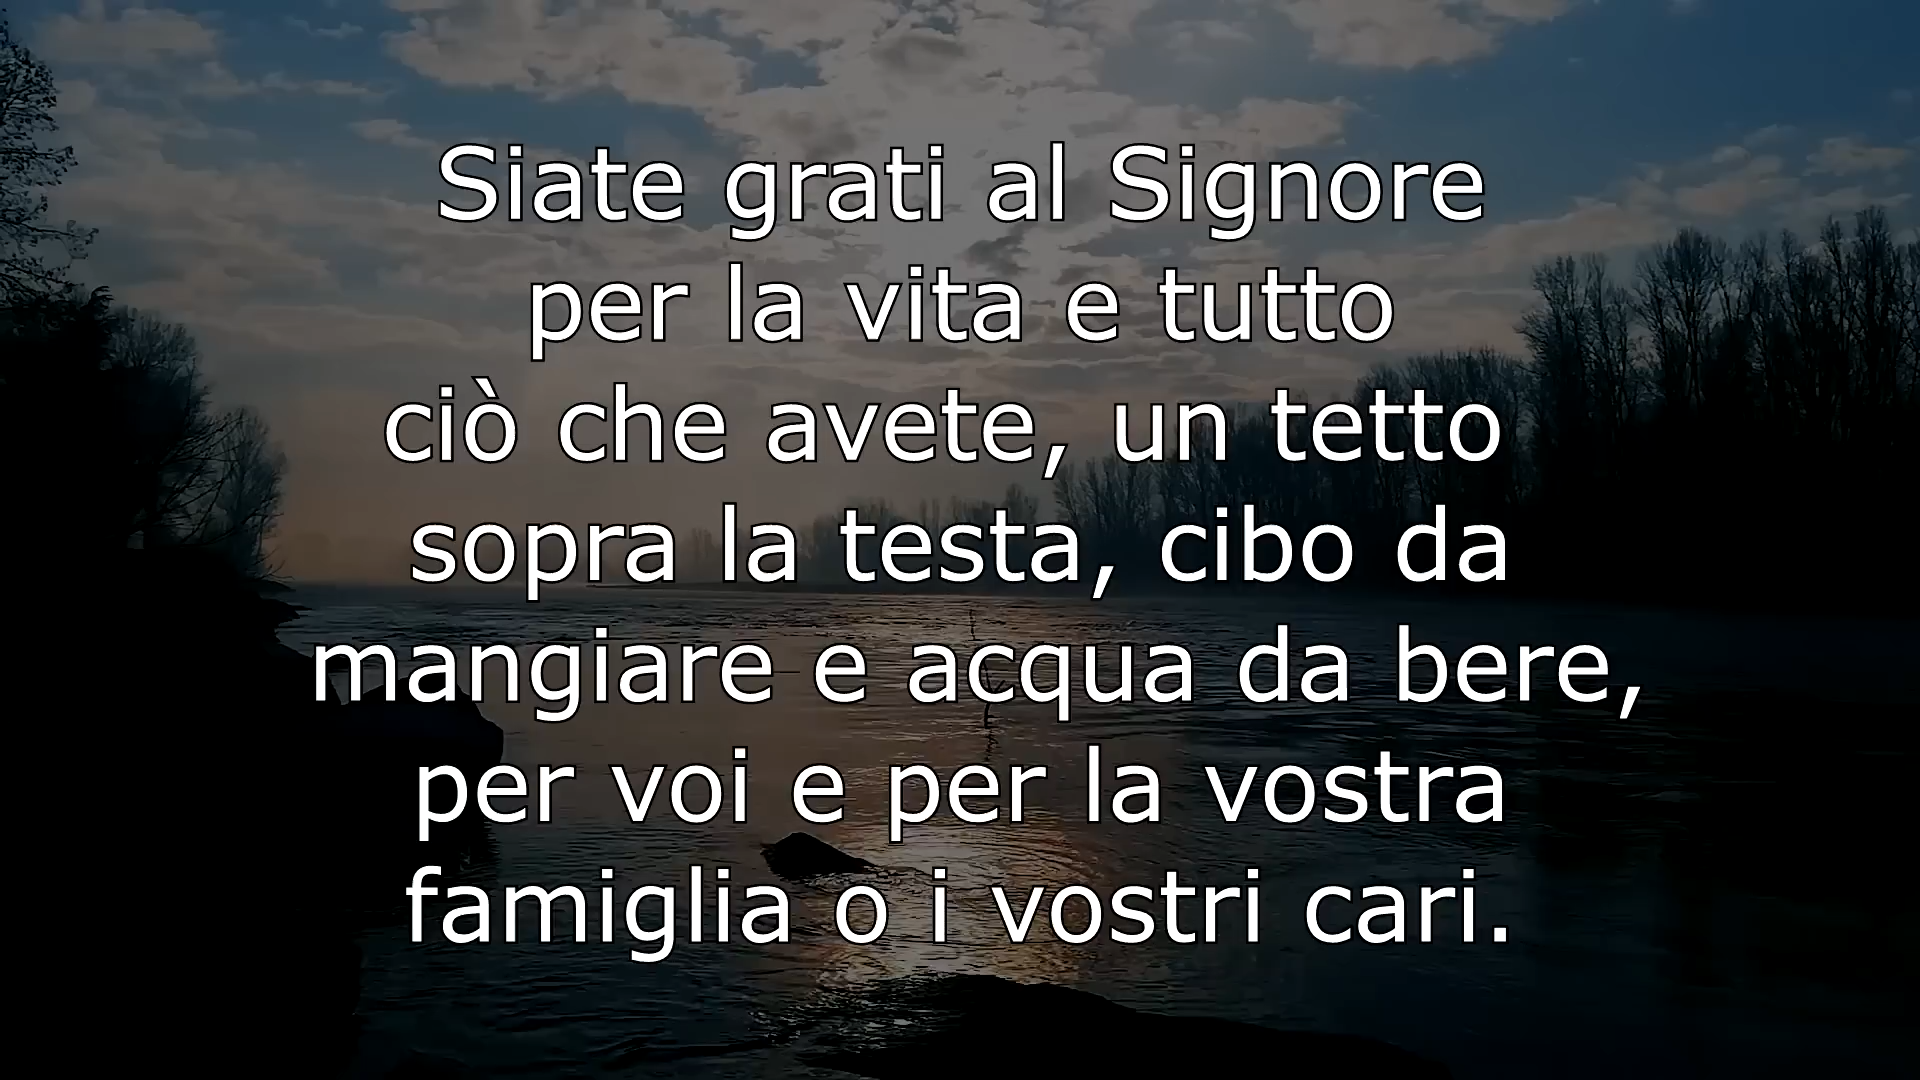 Siate grati al Signore
per la vita e tutto
ciò che avete, un tetto
sopra la testa, cibo da
mangiare e acqua da bere,
per voi e per la vostra
famiglia o i vostri cari.